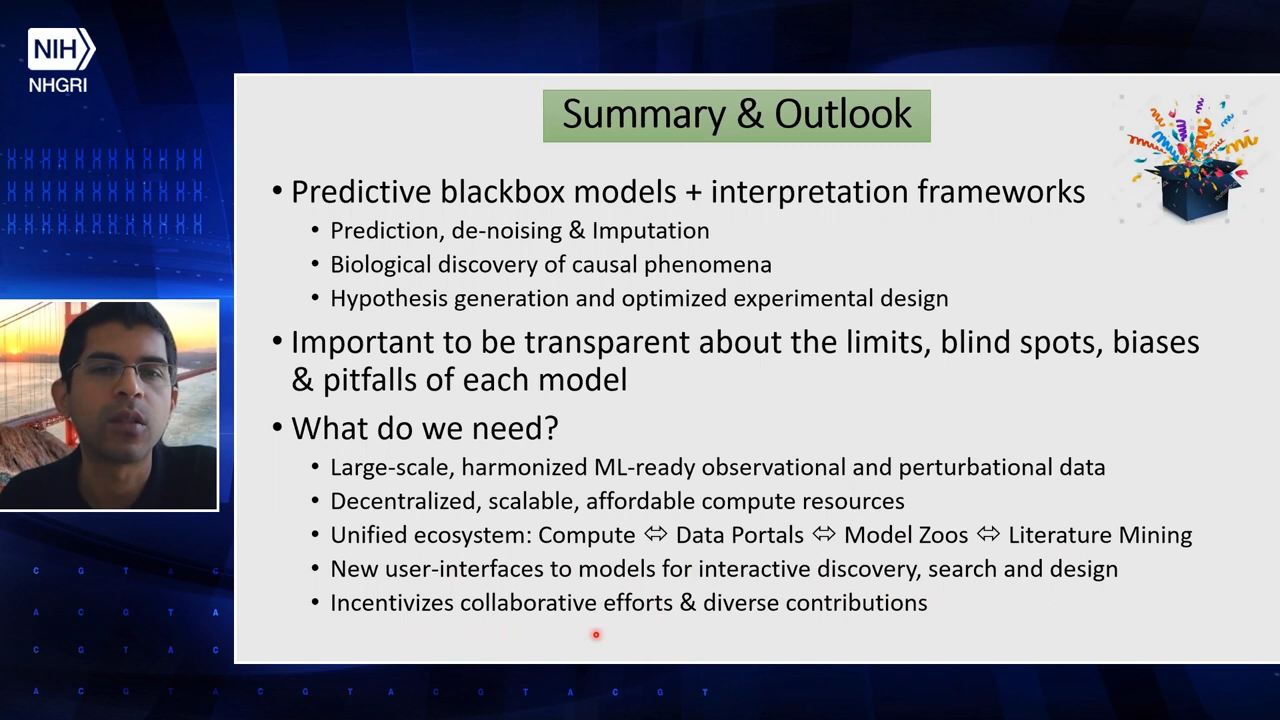 NIH
NHGRI
Summary & Outlook
• Predictive blackbox models + interpretation frameworks
• Prediction, de-noising & Imputation
• Biological discovery of causal phenomena
• Hypothesis generation and optimized experimental design
• Important to be transparent about the limits, blind spots, biases
& pitfalls of each model
• What do we need?
• Large-scale, harmonized ML-ready observational and perturbational data
• Decentralized, scalable, affordable compute resources
• Unified ecosystem: Compute ⬄ Data Portals ⬄ Model Zoos ⬄ Literature Mining
• New user-interfaces to models for interactive discovery, search and design
• Incentivizes collaborative efforts & diverse contributions
C G T A C
A C G T A
C G T A C
A C G T A C G T A C G T A C G T